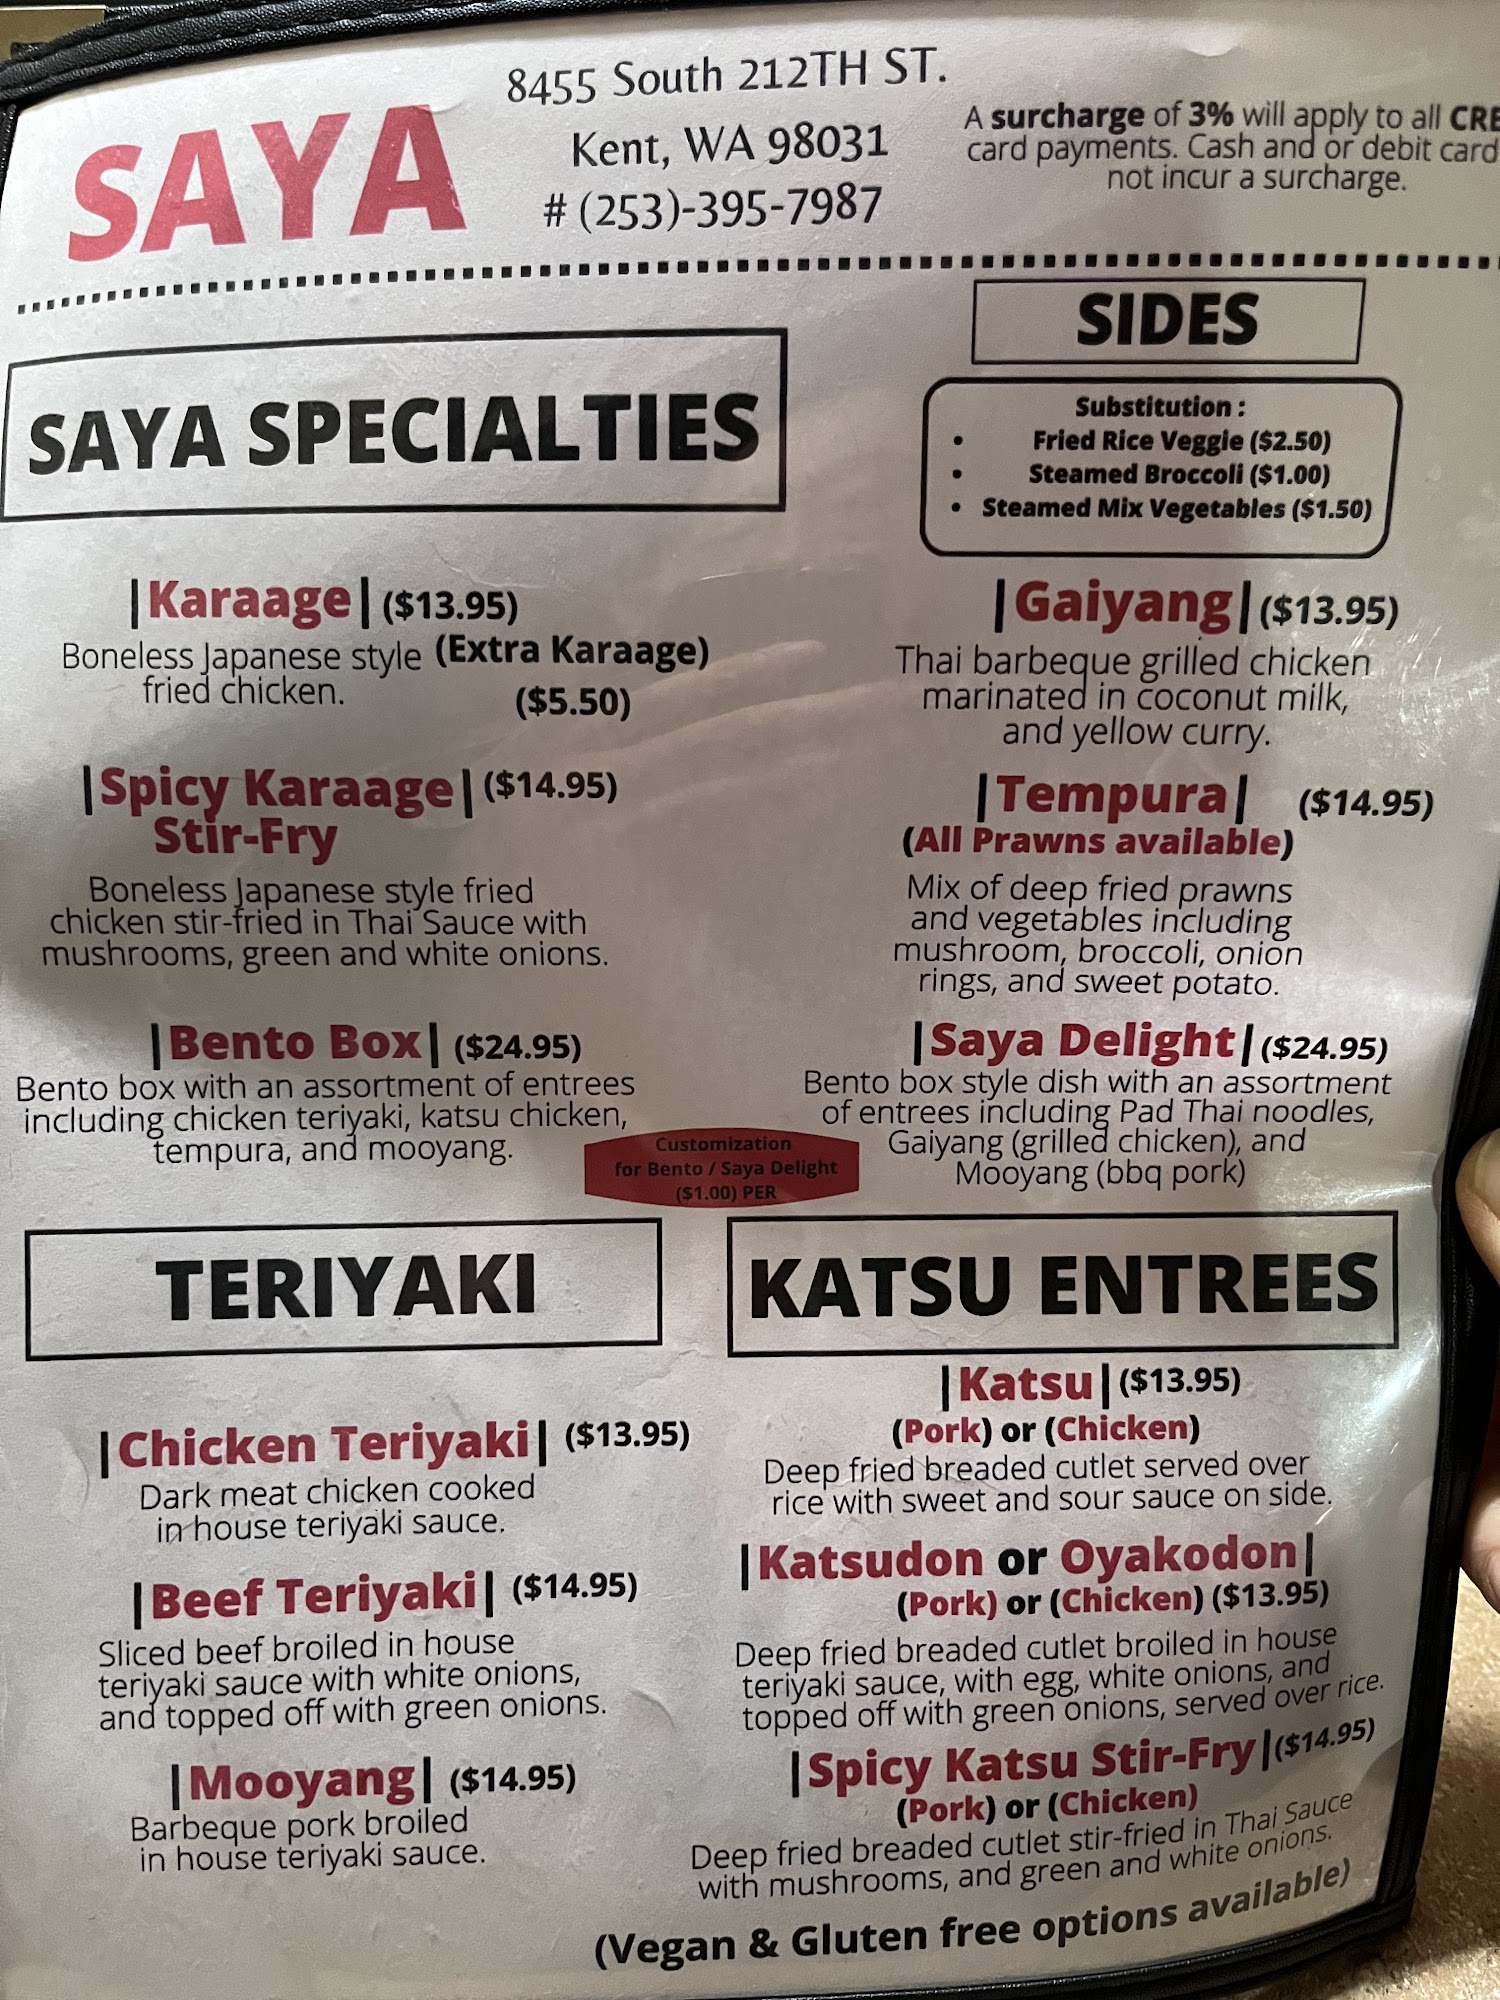 SAYA
8455 South 212TH ST.
Kent, WA 98031
# (253)-395-7987
A surcharge of 3% will apply to all
card payments. Cash and or debit card
not incur a surcharge.
SAYA SPECIALTIES
|Karaage| ($13.95)
Boneless Japanese style (Extra Karaage)
fried chicken. ($5.50)
|Spicy Karaage| ($14.95)
Stir-Fry
Boneless Japanese style fried
chicken stir-fried in Thai Sauce with
mushrooms, green and white onions.
|Bento Box| ($24.95)
Bento box with an assortment of entrees
including chicken teriyaki, katsu chicken,
tempura, and mooyang.
SIDES
Substitution :
• Fried Rice Veggie ($2.50)
• Steamed Broccoli ($1.00)
• Steamed Mix Vegetables ($1.50)
|Gaiyang| ($13.95)
Thai barbeque grilled chicken
marinated in coconut milk,
and yellow curry.
|Tempura| ($14.95)
(All Prawns available)
Mix of deep fried prawns
and vegetables including
mushroom, broccoli, onion
rings, and sweet potato.
|Saya Delight| ($24.95)
Bento box style dish with an assortment
of entrees including Pad Thai noodles,
Gaiyang (grilled chicken), and
Mooyang (bbq pork)
Customization
for Bento / Saya Delight
($1.00) PER
TERIYAKI
|Chicken Teriyaki| ($13.95)
Dark meat chicken cooked
in house teriyaki sauce.
|Beef Teriyaki| ($14.95)
Sliced beef broiled in house
teriyaki sauce with white onions,
and topped off with green onions.
|Mooyang| ($14.95)
Barbeque pork broiled
in house teriyaki sauce.
KATSU ENTREES
|Katsu| ($13.95)
(Pork) or (Chicken)
Deep fried breaded cutlet served over
rice with sweet and sour sauce on side.
|Katsudon or Oyakodon|
(Pork) or (Chicken) ($13.95)
Deep fried breaded cutlet broiled in house
teriyaki sauce, with egg, white onions, and
topped off with green onions, served over rice.
|Spicy Katsu Stir-Fry| ($14.95)
(Pork) or (Chicken)
Deep fried breaded cutlet stir-fried in Thai Sauce
with mushrooms, and green and white onions.
(Vegan & Gluten free options available)